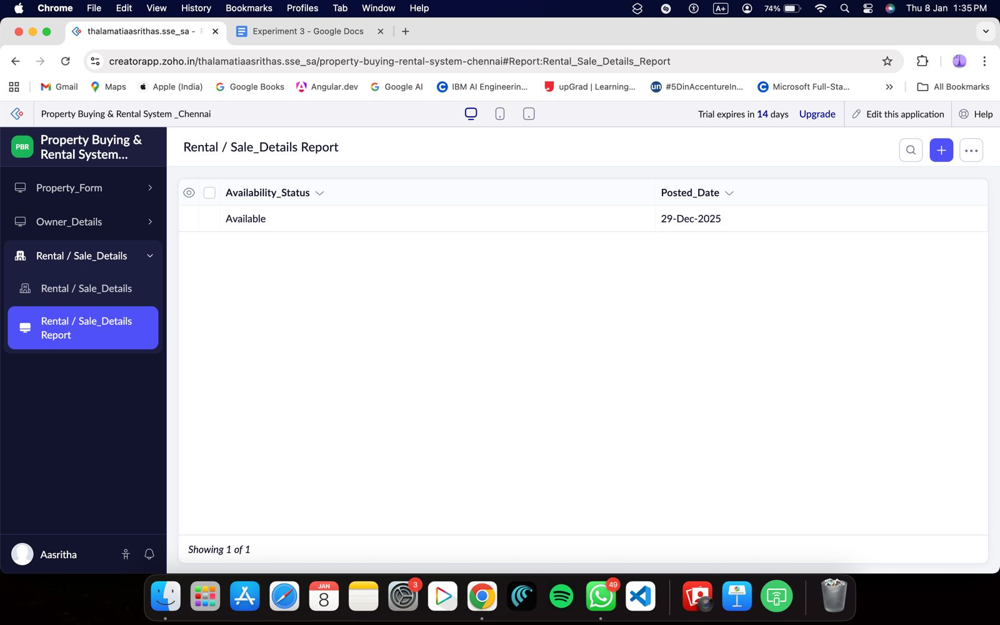 Chrome File Edit View History Bookmarks Profiles Tab Window Help A+ 74% Thu 8 Jan 1:35 PM
thalamatiaasrithas.sse_sa - Experiment 3 - Google Docs
creatorapp.zoho.in/thalamatiaasrithas.sse_sa/property-buying-rental-system-chennai#Report:Rental_Sale_Details_Report
Gmail Maps Apple (India) Google Books Angular.dev Google AI IBM AI Engineerin... upGrad | Learning... un #5DinAccentureIn... Microsoft Full-Sta... All Bookmarks
Property Buying & Rental System _Chennai Trial expires in 14 days Upgrade Edit this application Help
PBR Property Buying &
Rental System...
Rental / Sale_Details Report
Property_Form
Owner_Details
Rental / Sale_Details
Rental / Sale_Details
Rental / Sale_Details
Report
Availability_Status Posted_Date
Available 29-Dec-2025
Showing 1 of 1
Aasritha
JAN
8
3
49